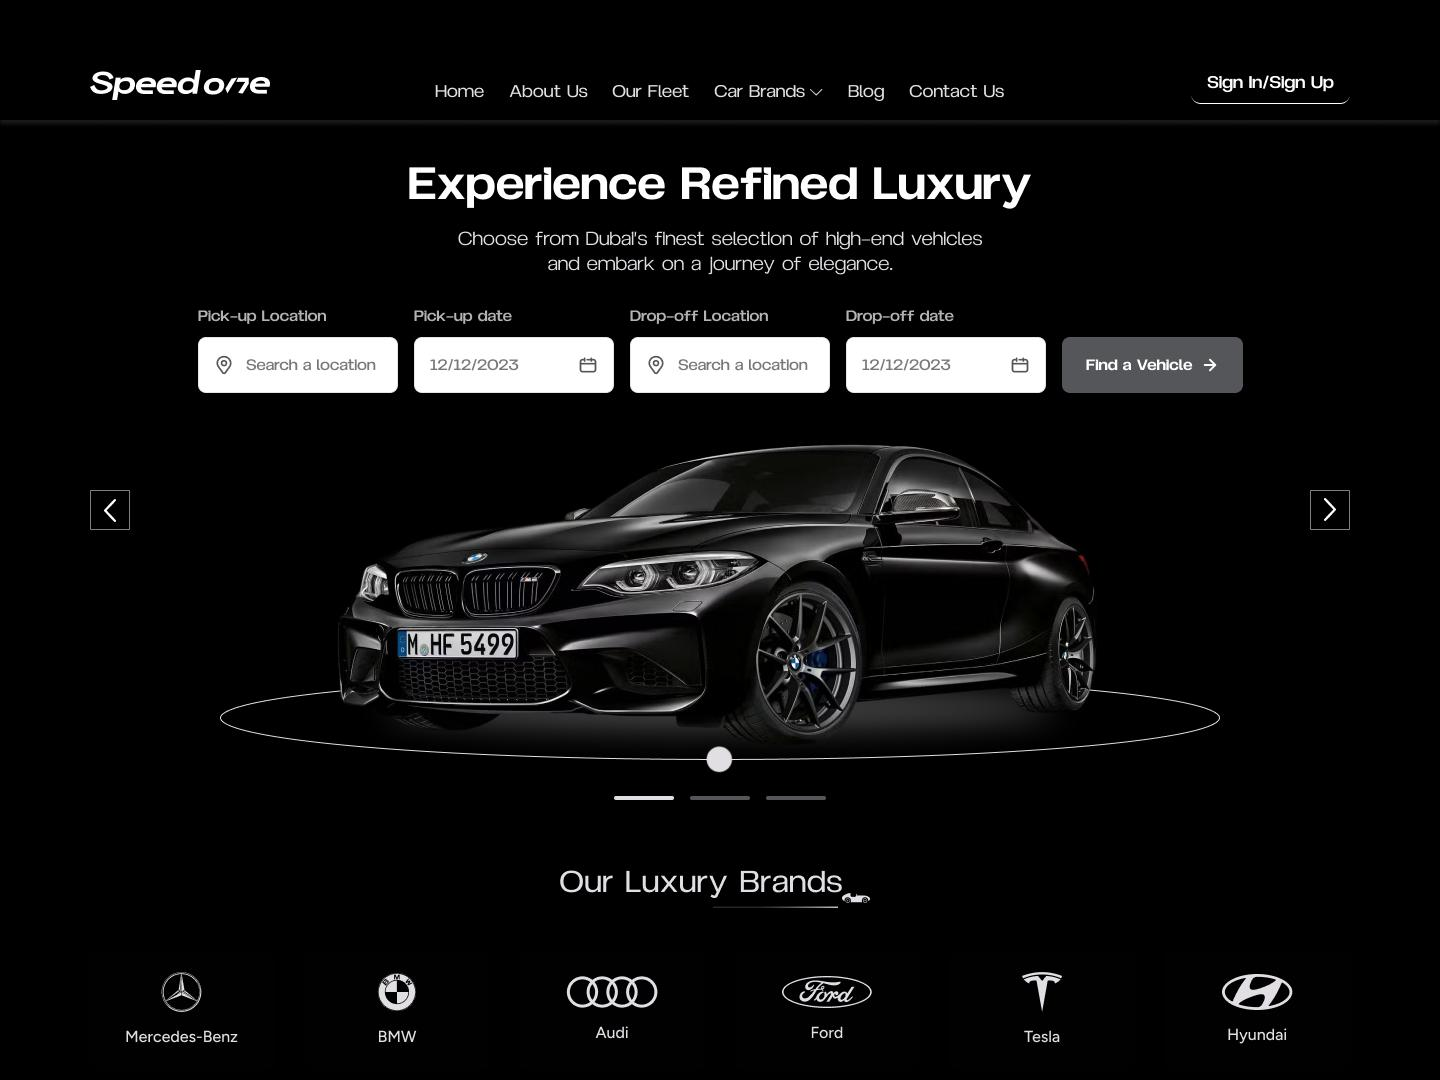 Speedone
Home About Us Our Fleet Car Brands Blog Contact Us
Sign In/Sign Up
Experience Refined Luxury
Choose from Dubai's finest selection of high-end vehicles
and embark on a journey of elegance.
Pick-up Location Pick-up date Drop-off Location Drop-off date
Search a location 12/12/2023 Search a location 12/12/2023 Find a Vehicle
M HF 5499
Our Luxury Brands
BMW
Ford
Mercedes-Benz BMW Audi Ford Tesla Hyundai